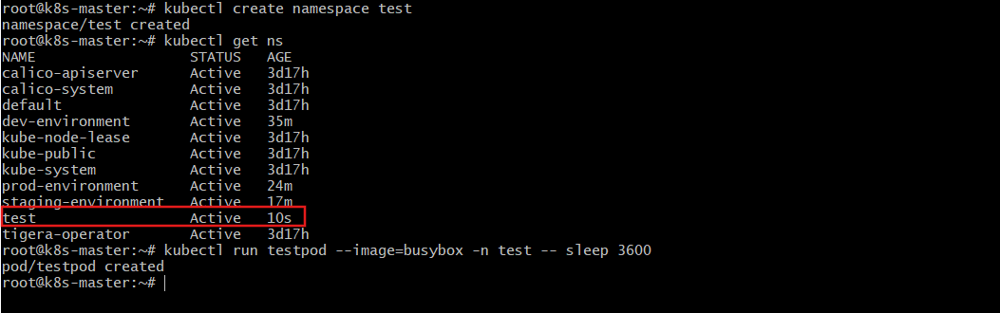 root@k8s-master:~# kubectl create namespace test
namespace/test created
root@k8s-master:~# kubectl get ns
NAME                  STATUS   AGE
calico-apiserver      Active   3d17h
calico-system         Active   3d17h
default               Active   3d17h
dev-environment       Active   35m
kube-node-lease       Active   3d17h
kube-public           Active   3d17h
kube-system           Active   3d17h
prod-environment      Active   24m
staging-environment   Active   17m
test                  Active   10s
tigera-operator       Active   3d17h
root@k8s-master:~# kubectl run testpod --image=busybox -n test -- sleep 3600
pod/testpod created
root@k8s-master:~#